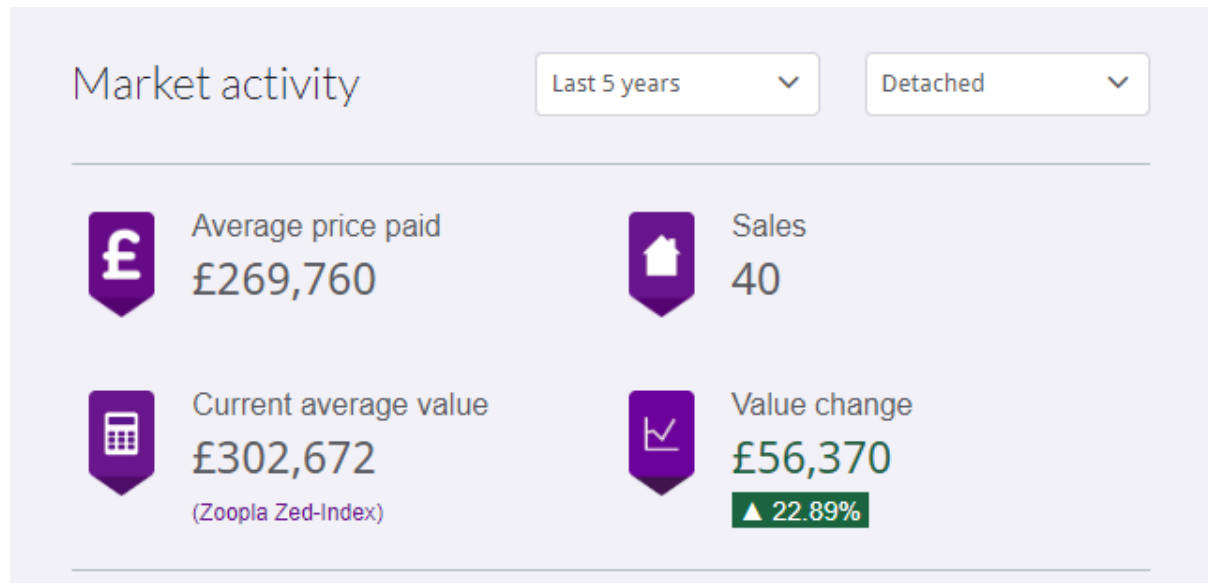 Market activity
Last 5 years
Detached
£
Average price paid
£269,760
Sales
40
Current average value
£302,672
(Zoopla Zed-Index)
Value change
£56,370
▲ 22.89%